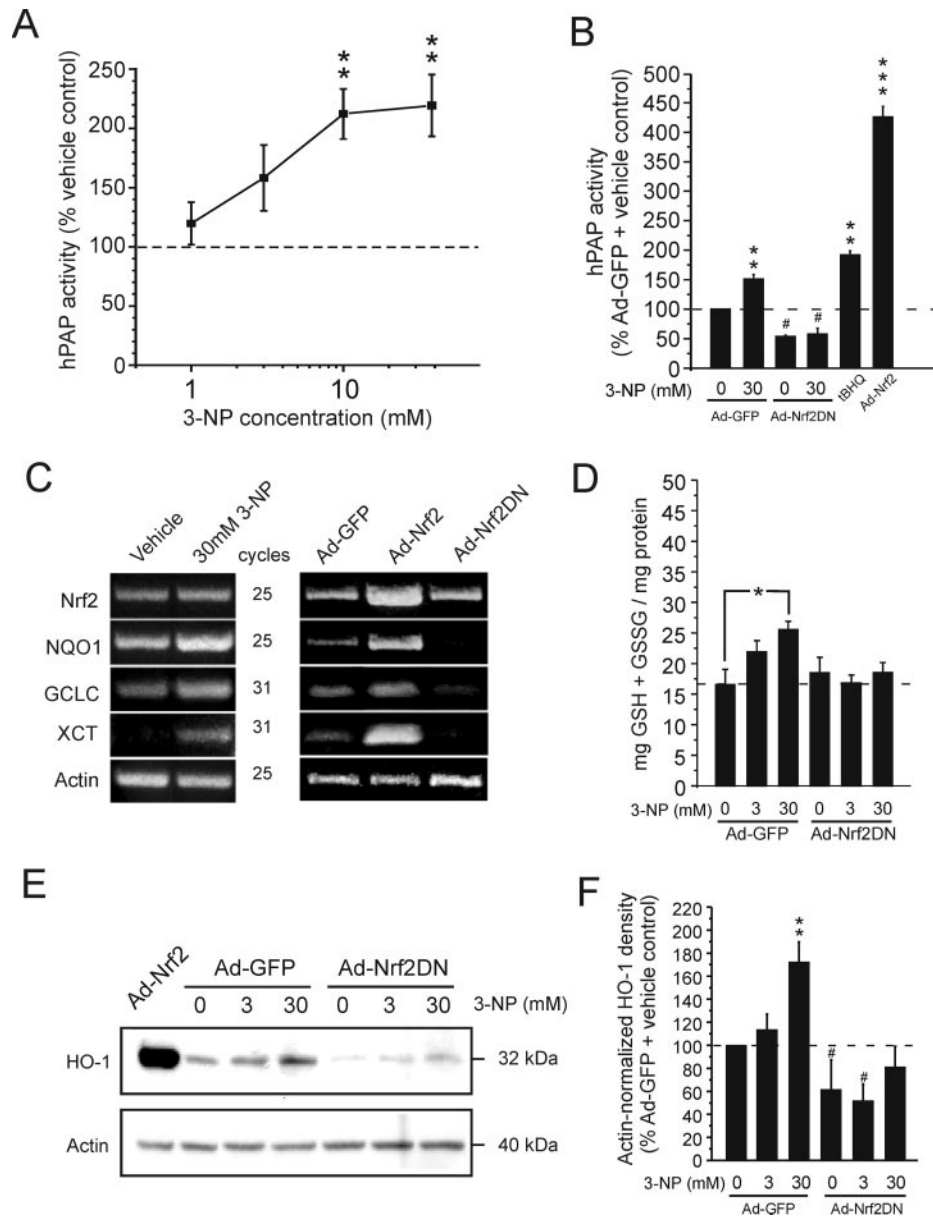 A
hPAP activity (% vehicle control)
250
200
150
100
50
0
* *
* *
1
10
3-NP concentration (mM)
B
hPAP activity
(% Ad-GFP + vehicle control)
500
450
400
350
300
250
200
150
100
50
0
* *
#
#
* *
* * *
3-NP (mM)
0 30 0 30 tBHQ Ad-Nrf2
Ad-GFP Ad-Nrf2DN
C
Vehicle 30mM 3-NP cycles Ad-GFP Ad-Nrf2 Ad-Nrf2DN
Nrf2 25
NQO1 25
GCLC 31
XCT 31
Actin 25
D
mg GSH + GSSG / mg protein
50
45
40
35
30
25
20
15
10
5
0
*
3-NP (mM) 0 3 30 0 3 30
Ad-GFP Ad-Nrf2DN
E
Ad-Nrf2 Ad-GFP Ad-Nrf2DN
0 3 30 0 3 30 3-NP (mM)
HO-1 32 kDa
Actin 40 kDa
F
Actin-normalized HO-1 density
(% Ad-GFP + vehicle control)
220
200
180
160
140
120
100
80
60
40
20
0
* *
#
#
3-NP (mM) 0 3 30 0 3 30
Ad-GFP Ad-Nrf2DN